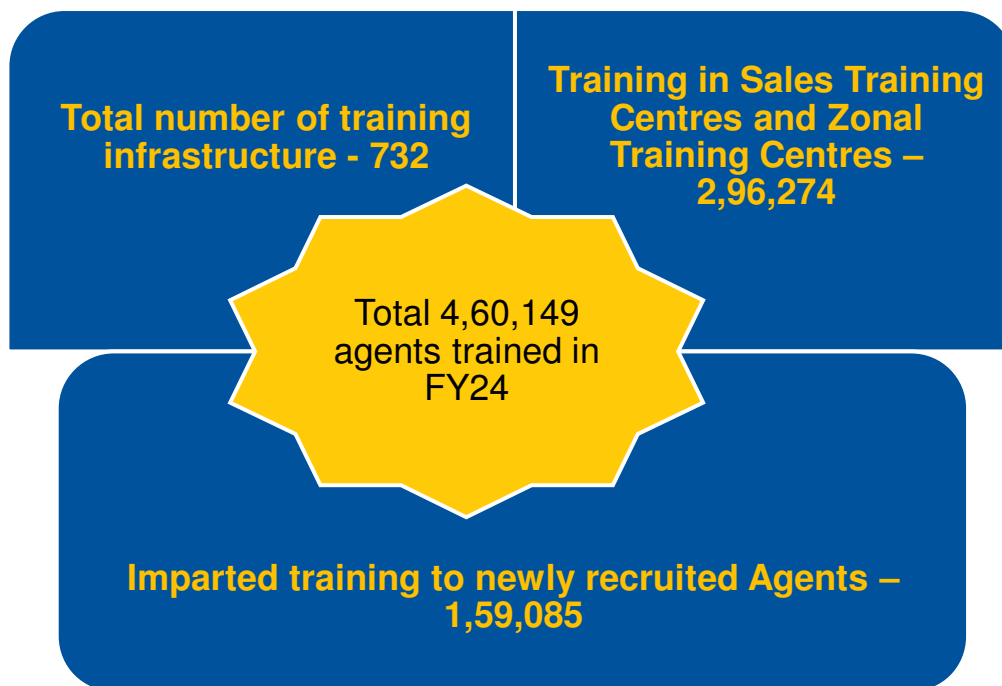 Total number of training
infrastructure - 732
Training in Sales Training
Centres and Zonal
Training Centres –
2,96,274
Total 4,60,149
agents trained in
FY24
Imparted training to newly recruited Agents –
1,59,085